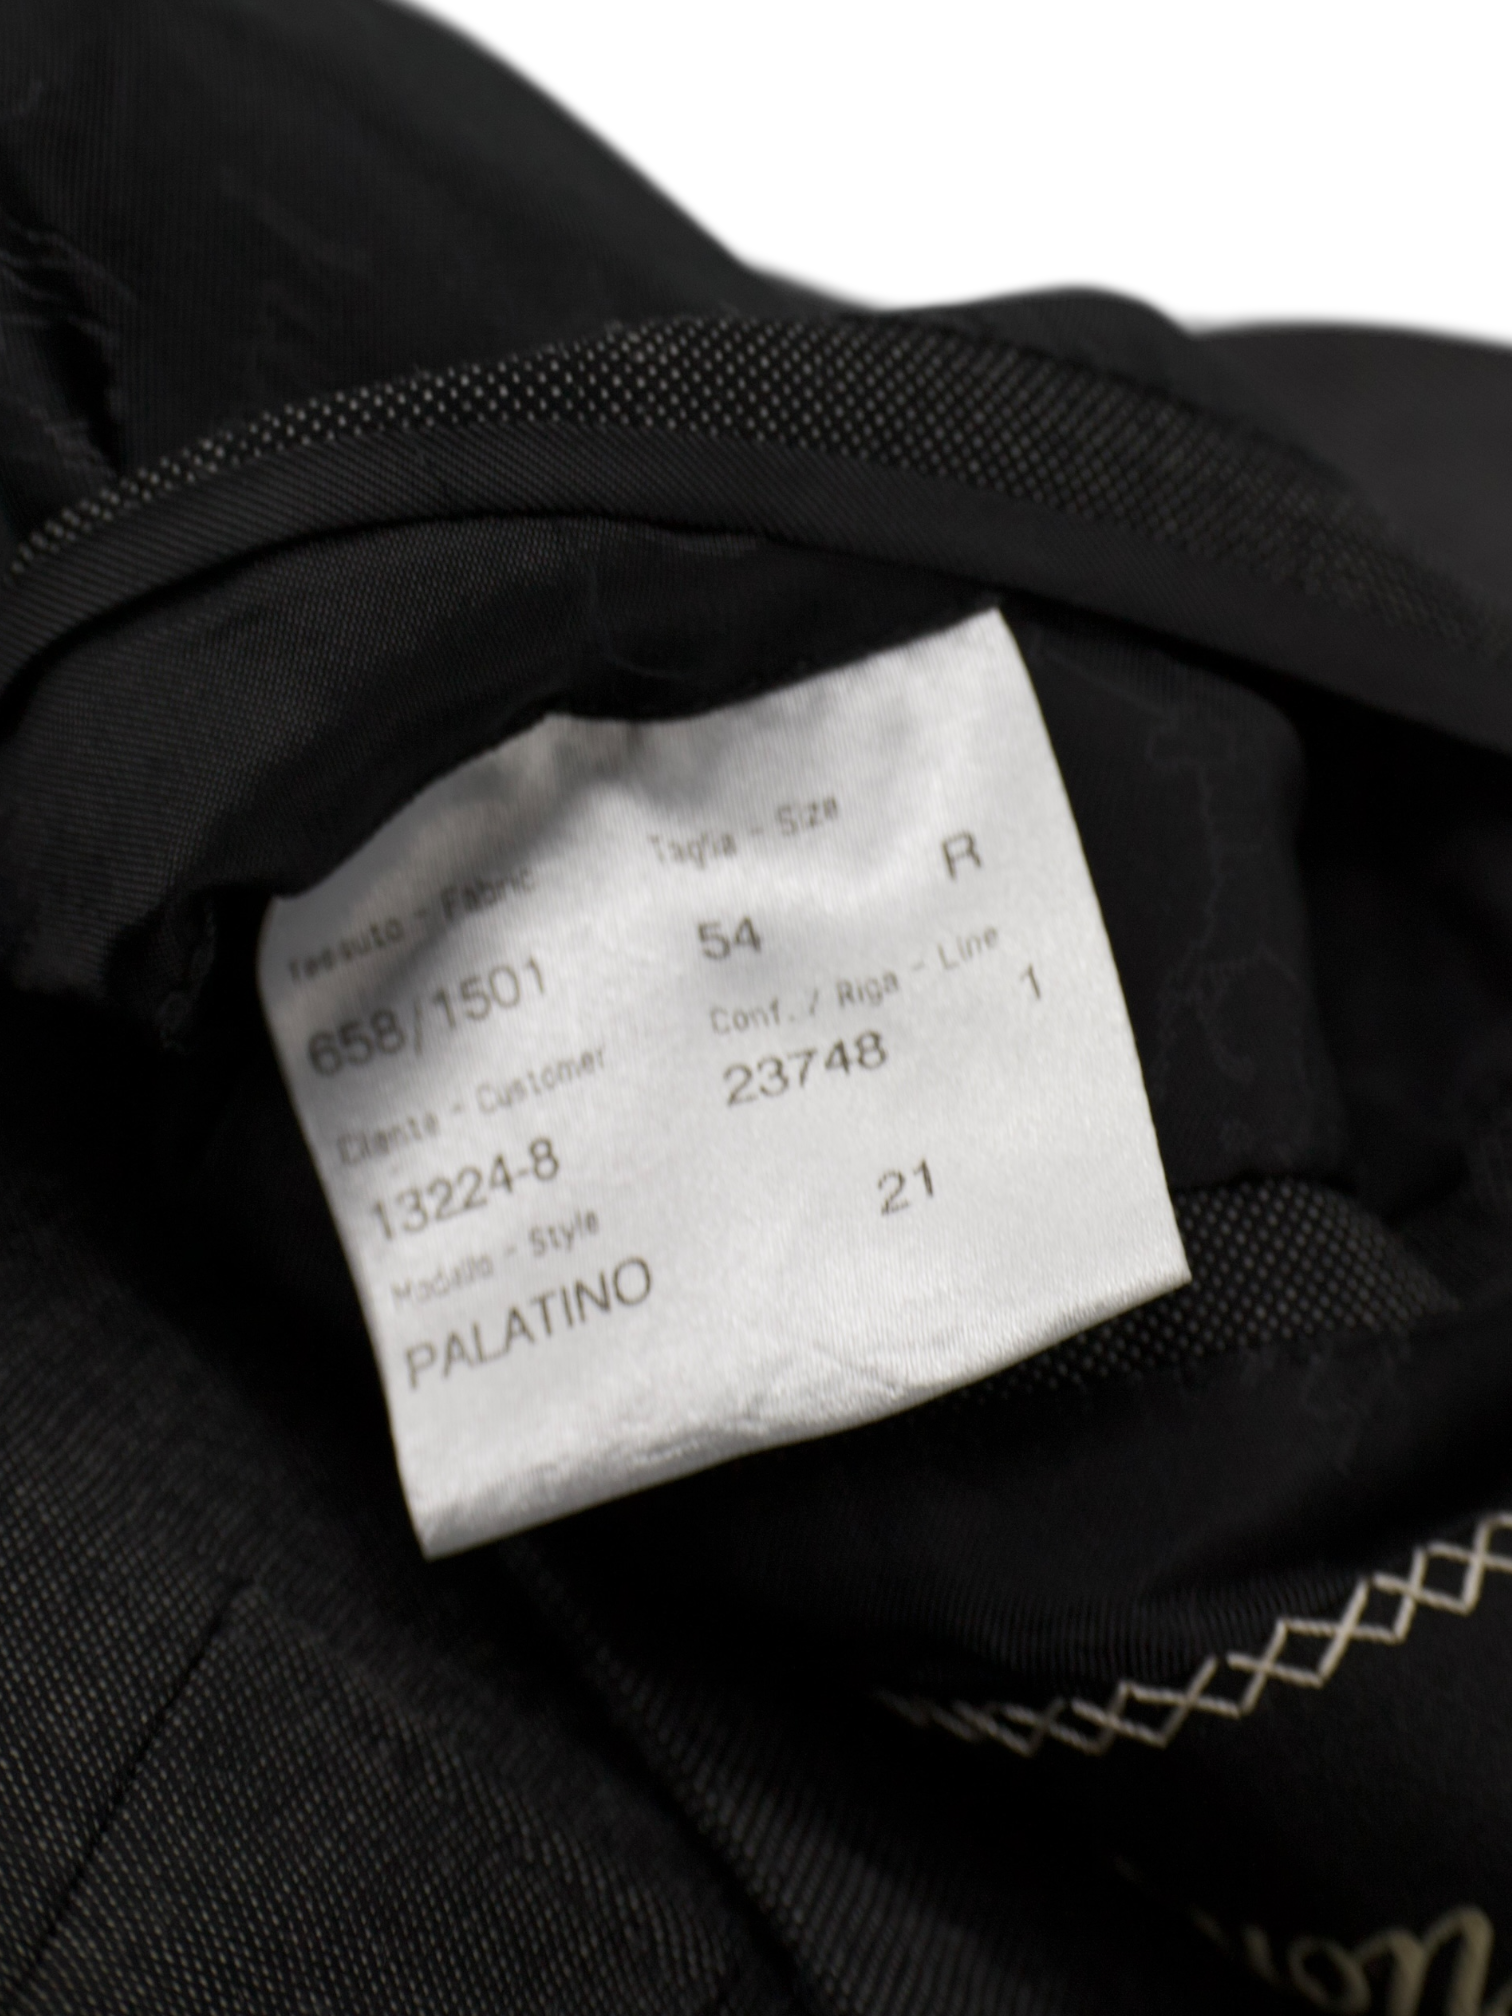 Tessuto - Fabric Taglia - Size
658/1501 54 R
Cliente - Customer Conf. / Riga - Line
13224-8 23748 1
Modello - Style
PALATINO 21